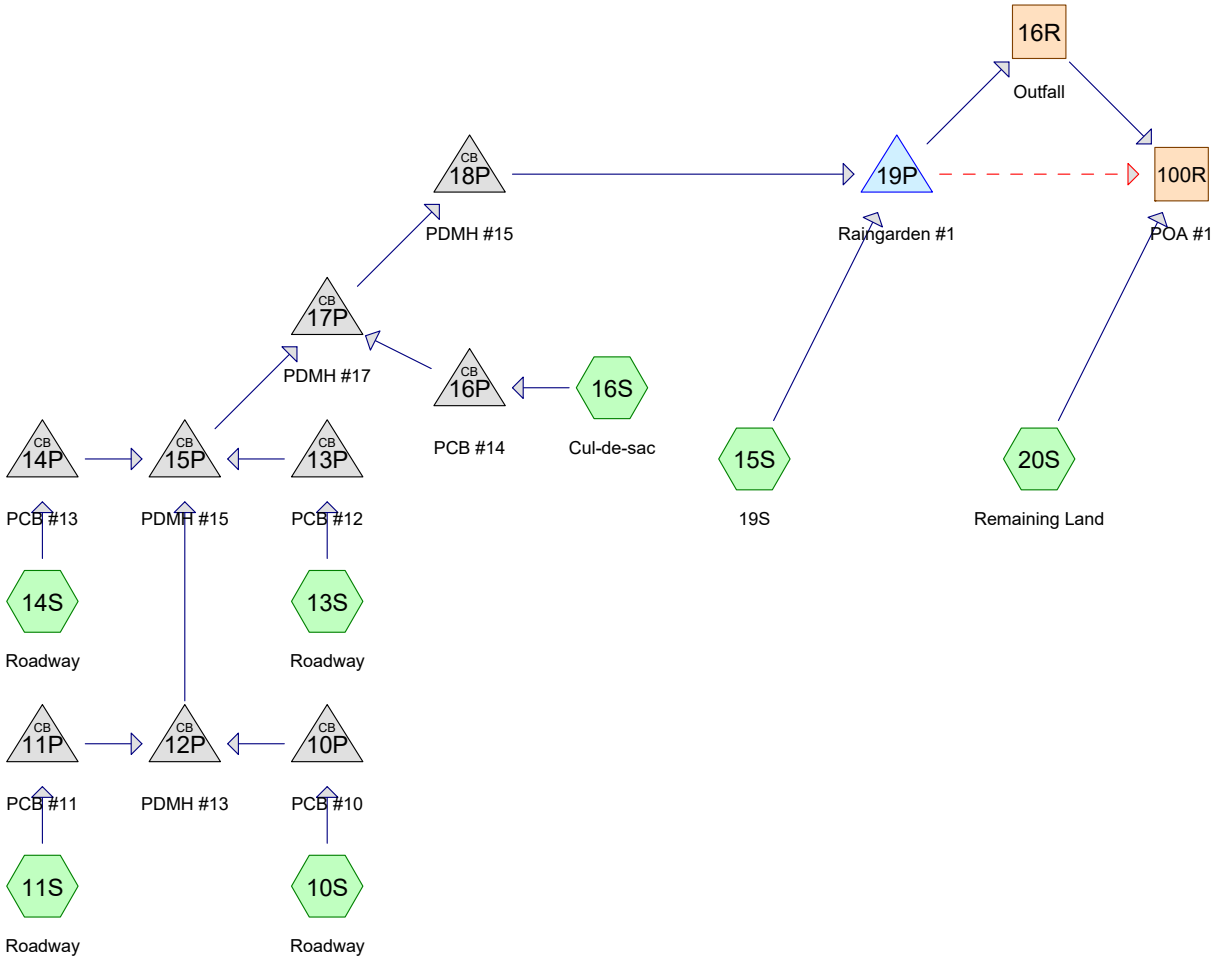 16R
Outfall
CB
18P
PDMH #15
19P
Raingarden #1
100R
POA #1
CB
17P
PDMH #17
CB
16P
PCB #14
16S
Cul-de-sac
CB
14P
PCB #13
CB
15P
PDMH #15
CB
13P
PCB #12
15S
19S
20S
Remaining Land
14S
Roadway
13S
Roadway
CB
11P
PCB #11
CB
12P
PDMH #13
CB
10P
PCB #10
11S
Roadway
10S
Roadway